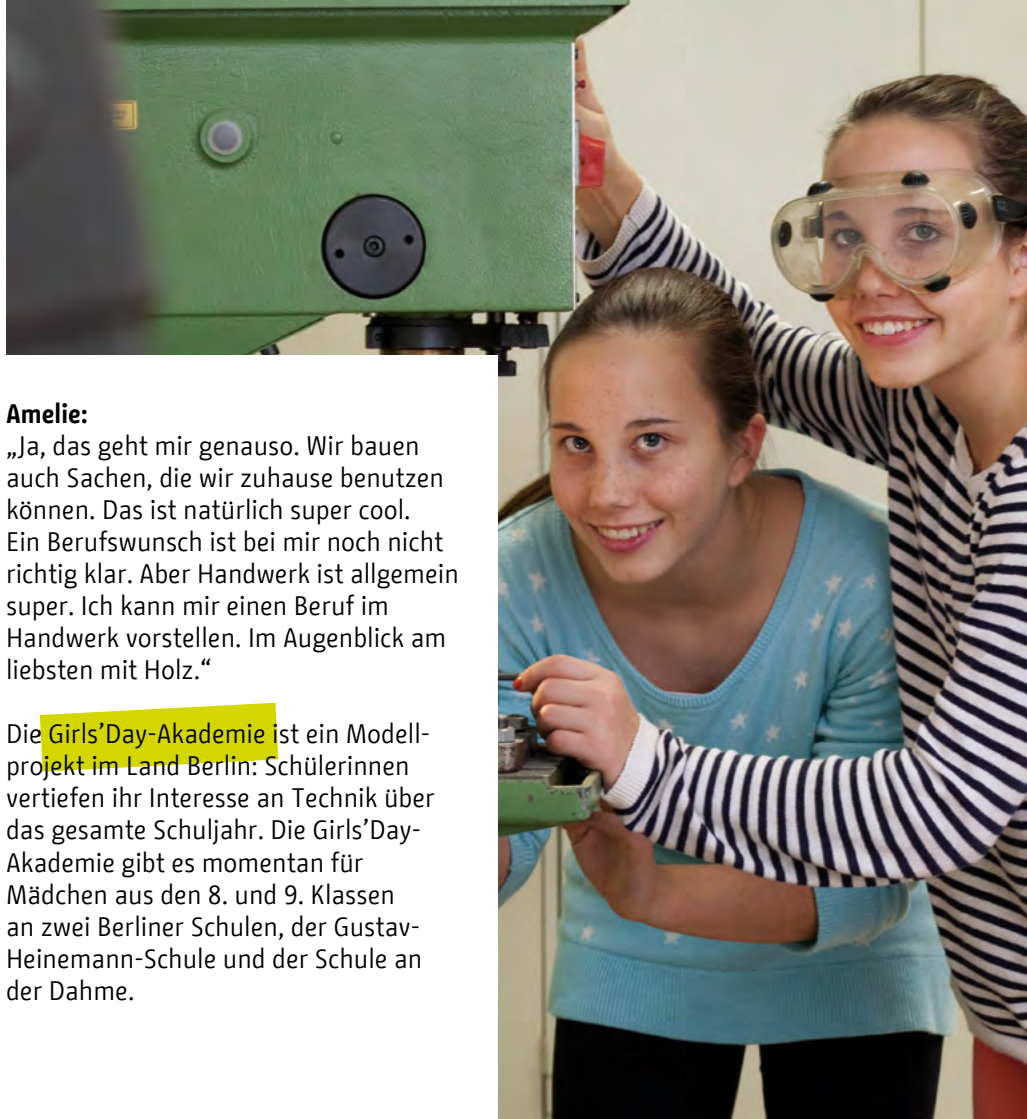 Amelie:
„Ja, das geht mir genauso. Wir bauen
auch Sachen, die wir zuhause benutzen
können. Das ist natürlich super cool.
Ein Berufswunsch ist bei mir noch nicht
richtig klar. Aber Handwerk ist allgemein
super. Ich kann mir einen Beruf im
Handwerk vorstellen. Im Augenblick am
liebsten mit Holz.“
Die Girls’Day-Akademie ist ein Modell-
projekt im Land Berlin: Schülerinnen
vertiefen ihr Interesse an Technik über
das gesamte Schuljahr. Die Girls’Day-
Akademie gibt es momentan für
Mädchen aus den 8. und 9. Klassen
an zwei Berliner Schulen, der Gustav-
Heinemann-Schule und der Schule an
der Dahme.